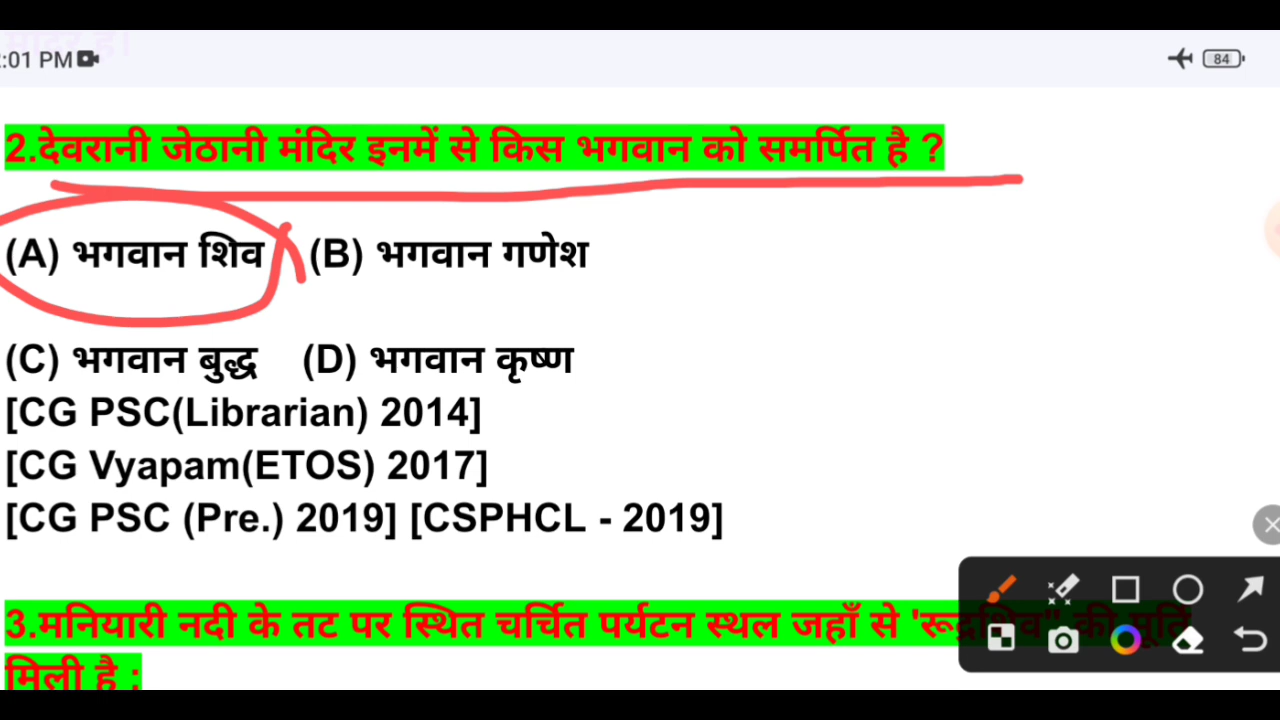 :01 PM
84
2.देवरानी जेठानी मंदिर इनमें से किस भगवान को समर्पित है ?
(A) भगवान शिव (B) भगवान गणेश
(C) भगवान बुद्ध (D) भगवान कृष्ण
[CG PSC(Librarian) 2014]
[CG Vyapam(ETOS) 2017]
[CG PSC (Pre.) 2019] [CSPHCL - 2019]
3.मनियारी नदी के तट पर स्थित चर्चित पर्यटन स्थल जहाँ से 'रूद्रशिव" की मूर्ति
मिली है :